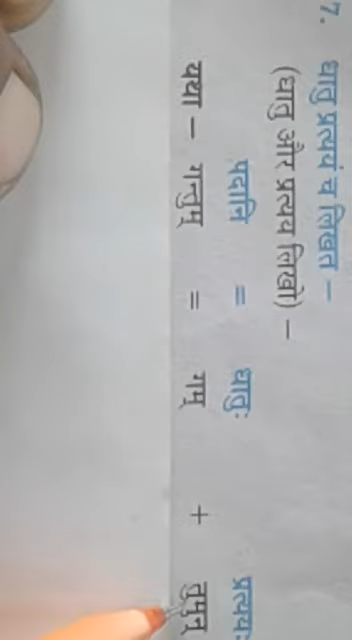 7. धातु प्रत्ययं च लिखत –
(धातु और प्रत्यय लिखो) –
पदानि = धातुः प्रत्ययः
यथा – गन्तुम् = गम् + तुमुन्